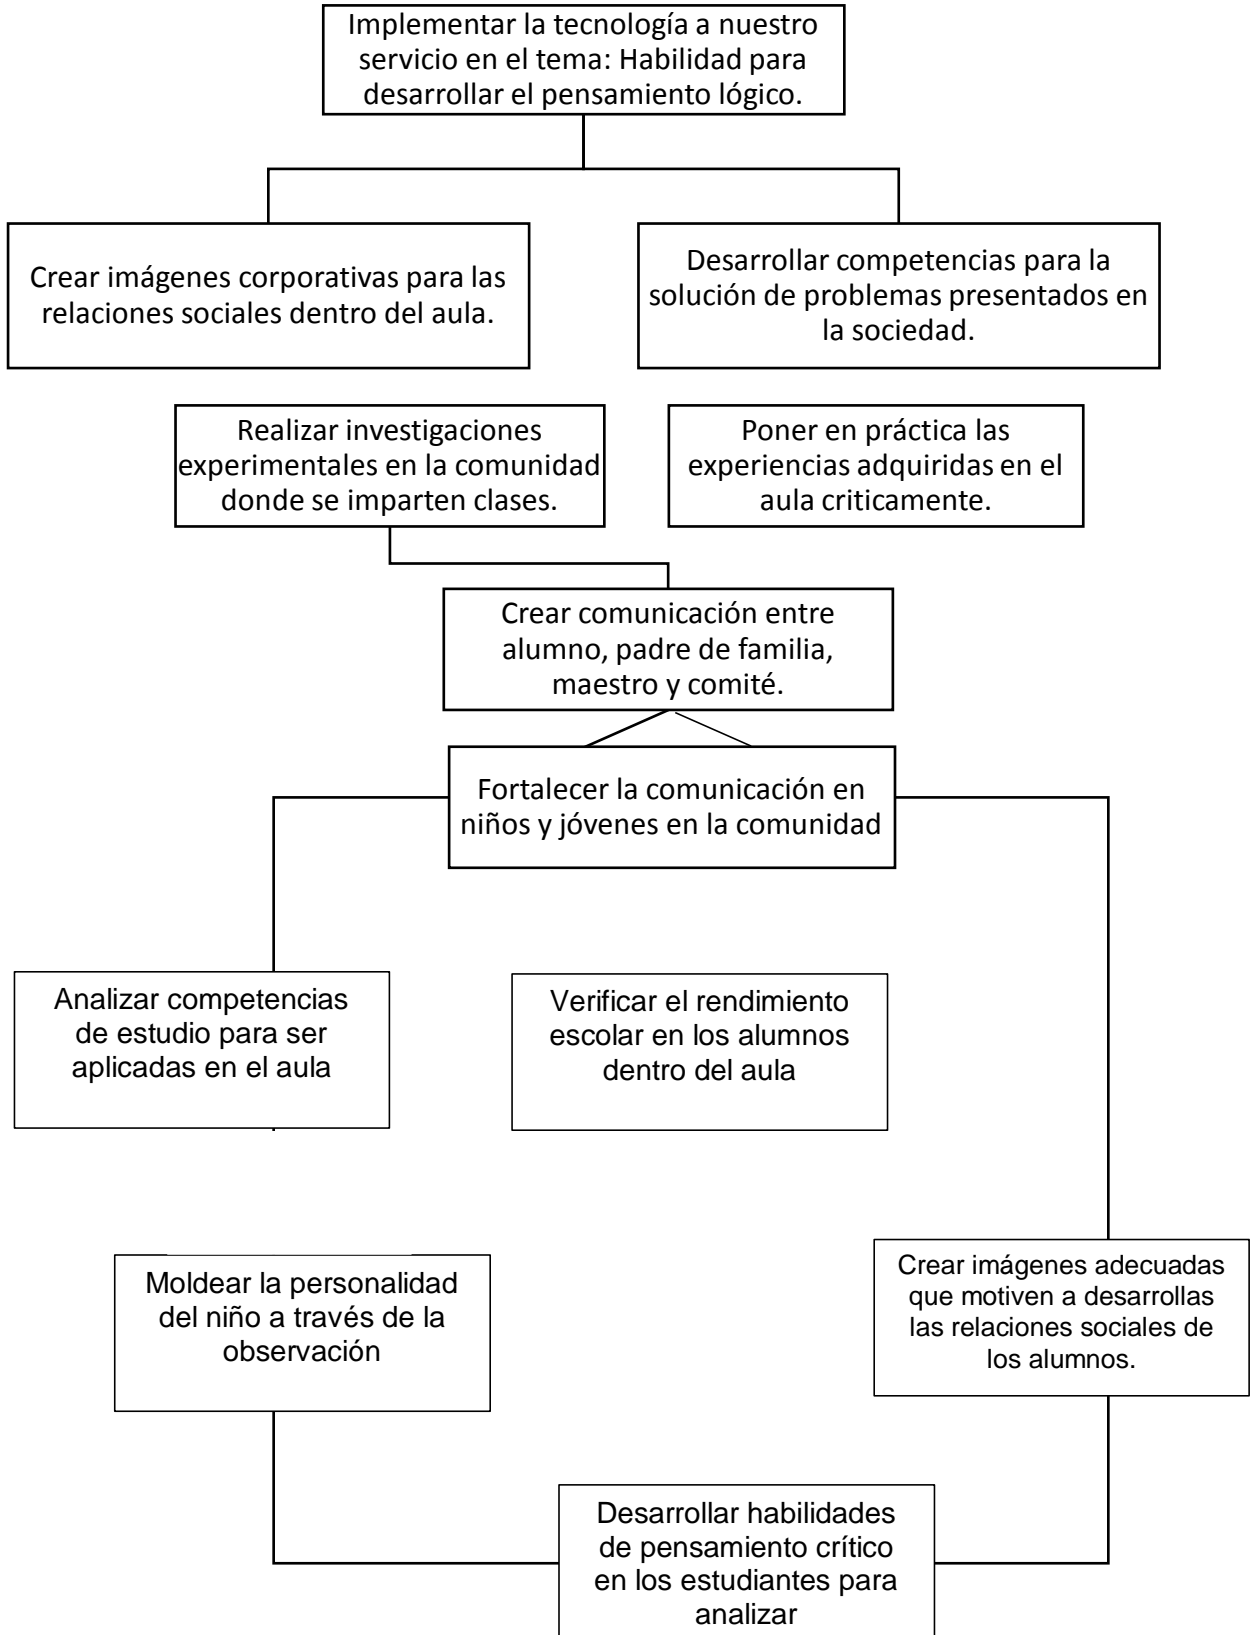 Implementar la tecnología a nuestro
servicio en el tema: Habilidad para
desarrollar el pensamiento lógico.
Crear imágenes corporativas para las
relaciones sociales dentro del aula.
Desarrollar competencias para la
solución de problemas presentados en
la sociedad.
Realizar investigaciones
experimentales en la comunidad
donde se imparten clases.
Poner en práctica las
experiencias adquiridas en el
aula criticamente.
Crear comunicación entre
alumno, padre de familia,
maestro y comité.
Fortalecer la comunicación en
niños y jóvenes en la comunidad
Analizar competencias
de estudio para ser
aplicadas en el aula
Verificar el rendimiento
escolar en los alumnos
dentro del aula
Moldear la personalidad
del niño a través de la
observación
Crear imágenes adecuadas
que motiven a desarrollas
las relaciones sociales de
los alumnos.
Desarrollar habilidades
de pensamiento crítico
en los estudiantes para
analizar